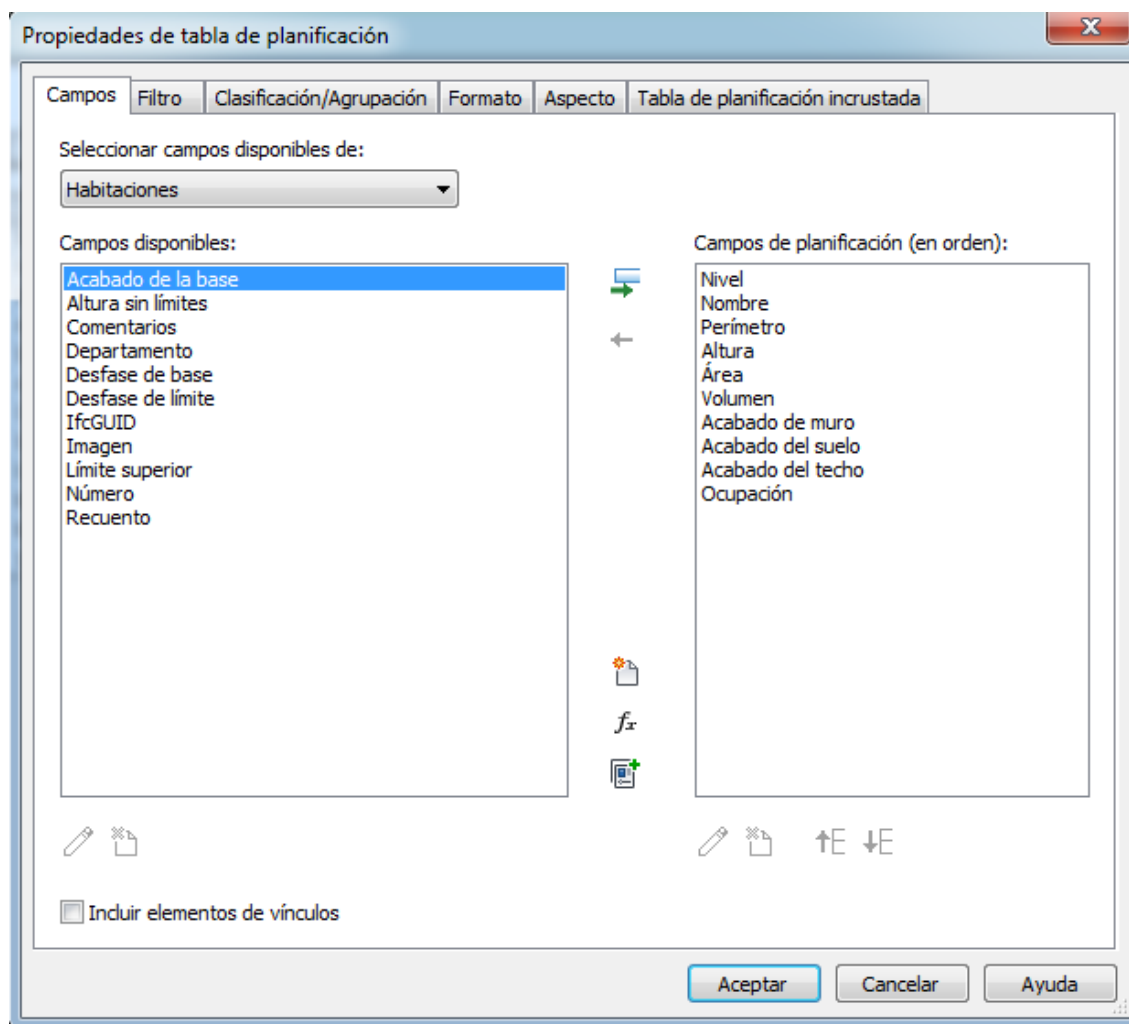 Propiedades de tabla de planificación
Campos Filtro Clasificación/Agrupación Formato Aspecto Tabla de planificación incrustada
Seleccionar campos disponibles de:
Habitaciones
Campos disponibles:
Acabado de la base
Altura sin límites
Comentarios
Departamento
Desfase de base
Desfase de límite
IfcGUID
Imagen
Límite superior
Número
Recuento
Campos de planificación (en orden):
Nivel
Nombre
Perímetro
Altura
Área
Volumen
Acabado de muro
Acabado del suelo
Acabado del techo
Ocupación
fx
Incluir elementos de vínculos
Aceptar Cancelar Ayuda